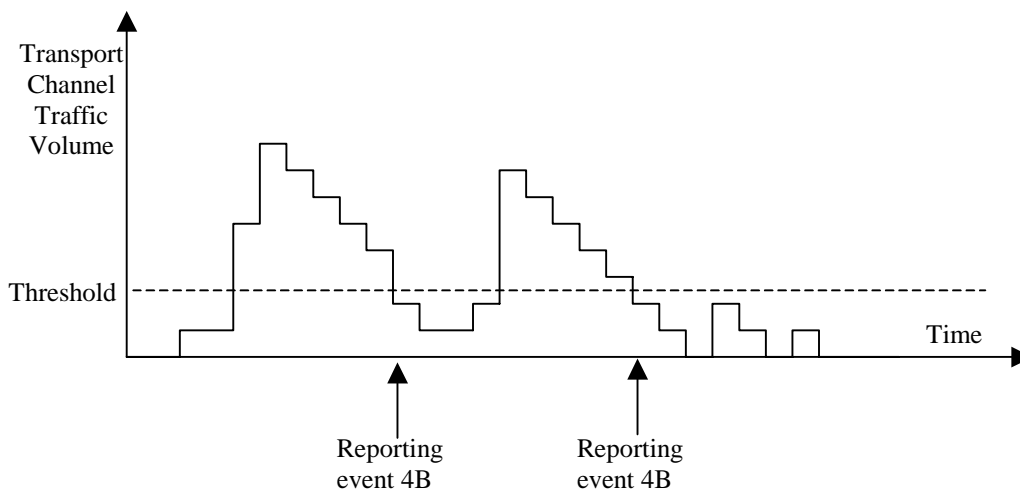 Transport
Channel
Traffic
Volume
Threshold
Time
Reporting
event 4B
Reporting
event 4B